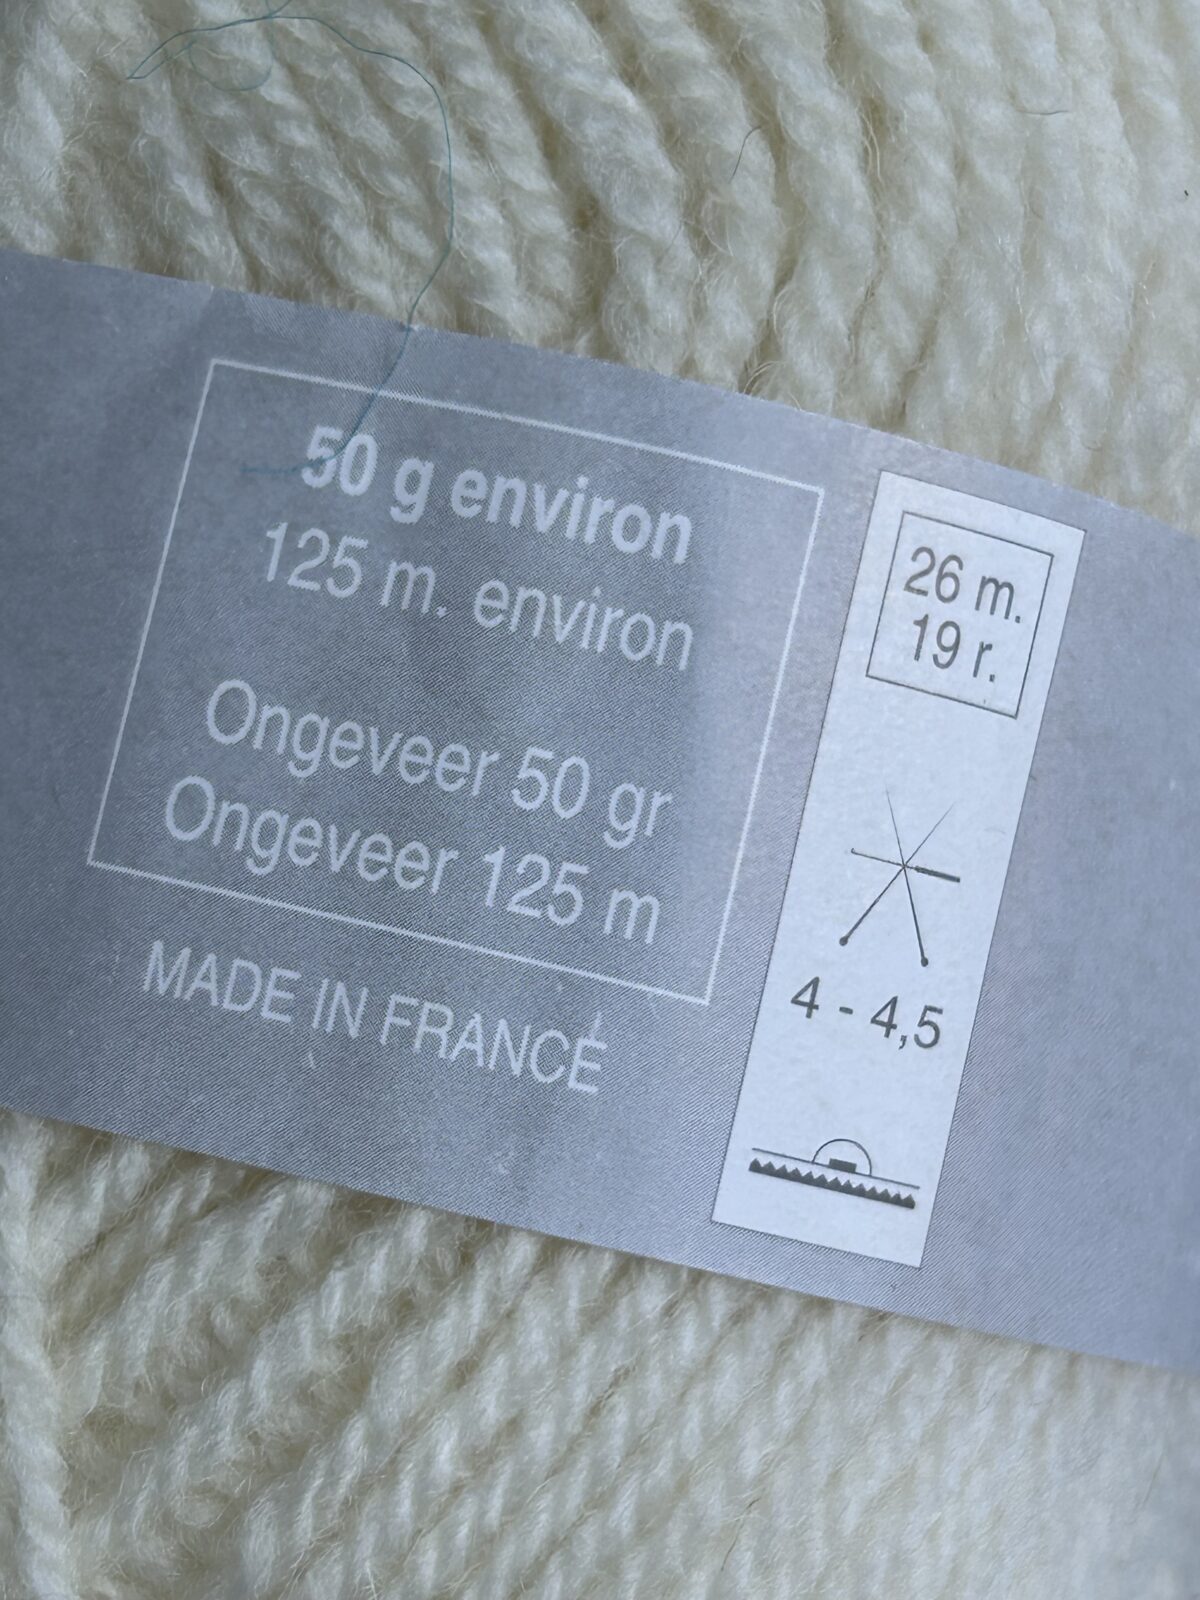 50 g environ
125 m. environ
Ongeveer 50 gr
Ongeveer 125 m
MADE IN FRANCE
26 m.
19 r.
4 - 4,5